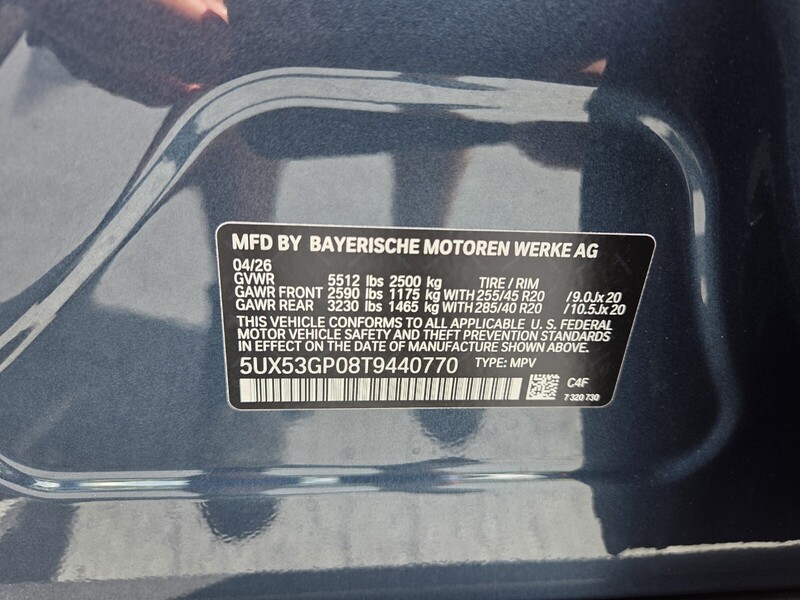 MFD BY BAYERISCHE MOTOREN WERKE AG
04/26
GVWR 5512 lbs 2500 kg TIRE / RIM
GAWR FRONT 2590 lbs 1175 kg WITH 255/45 R20 /9.0Jx20
GAWR REAR 3230 lbs 1465 kg WITH 285/40 R20 /10.5Jx20
THIS VEHICLE CONFORMS TO ALL APPLICABLE U.S. FEDERAL
MOTOR VEHICLE SAFETY AND THEFT PREVENTION STANDARDS
IN EFFECT ON THE DATE OF MANUFACTURE SHOWN ABOVE.
5UX53GP08T9440770 TYPE: MPV
C4F
7 320 730